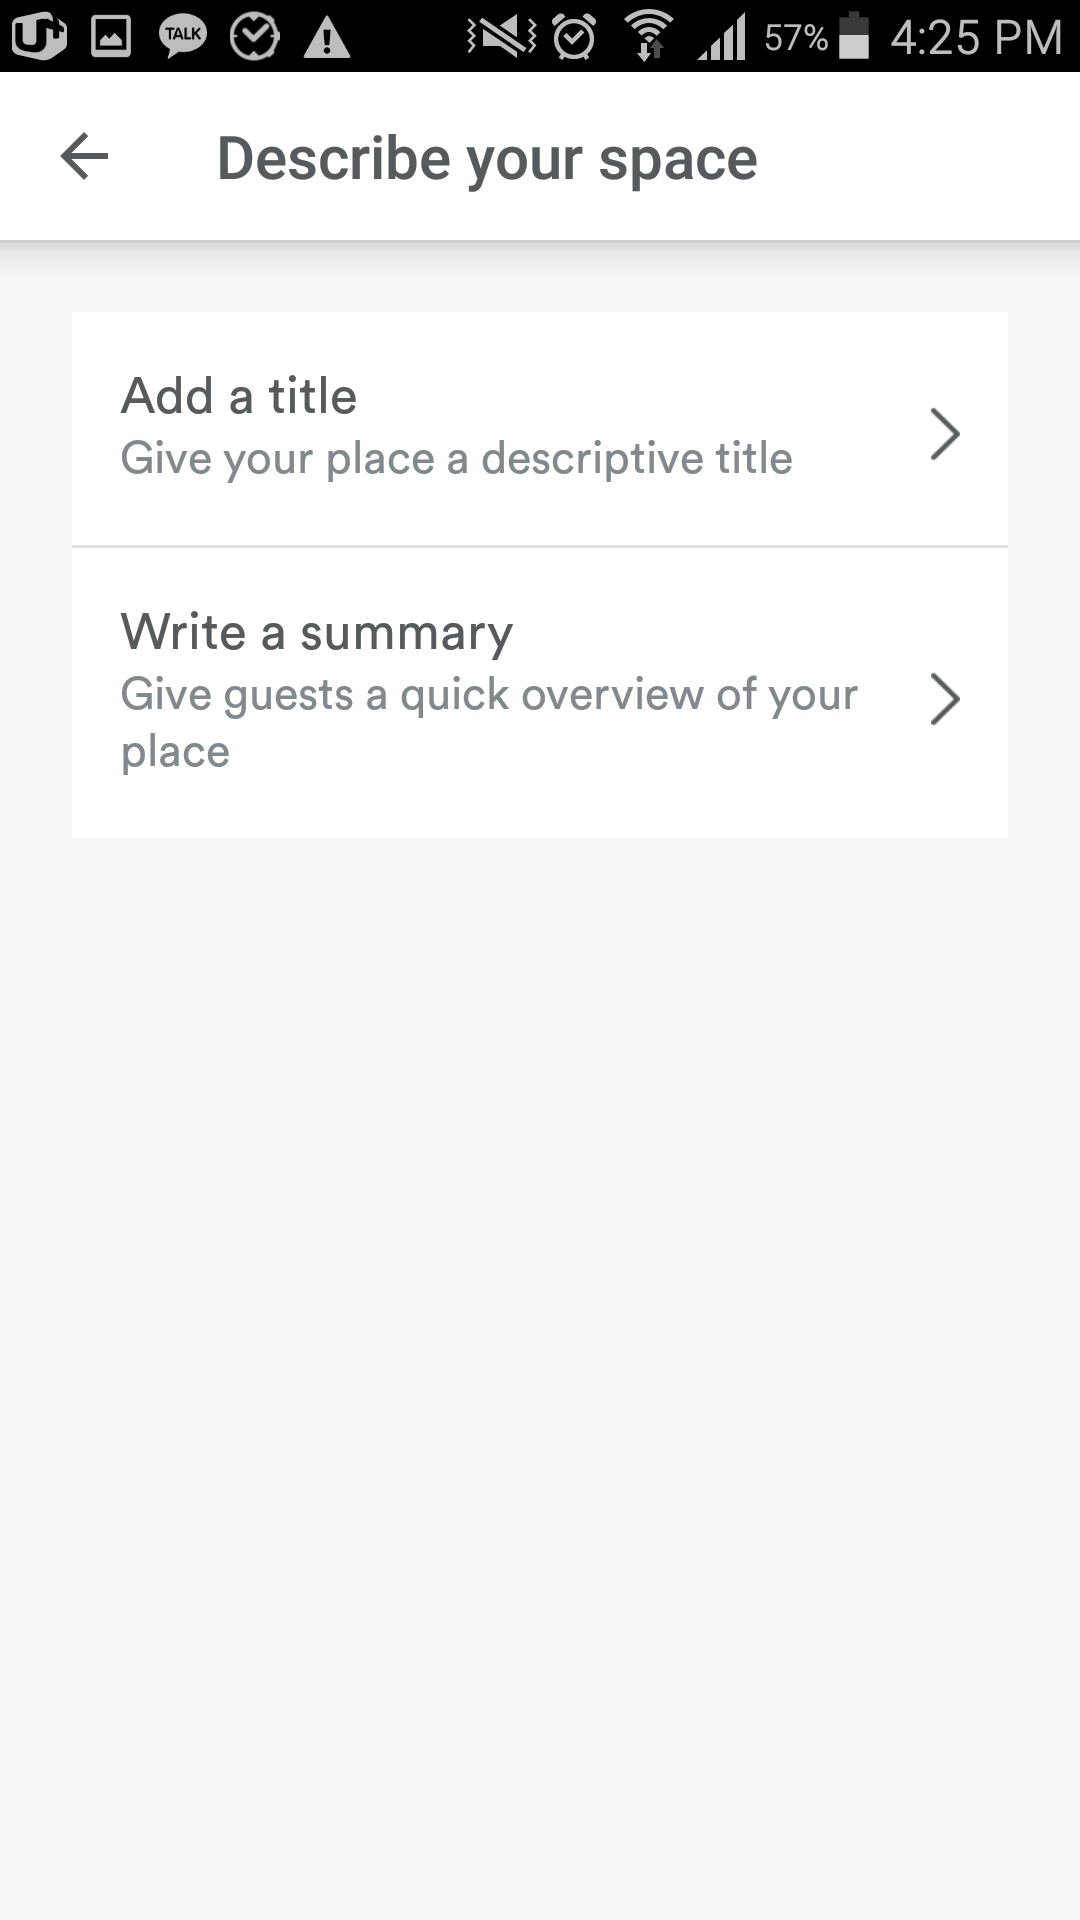 TALK 57% 4:25 PM
Describe your space
Add a title
Give your place a descriptive title
Write a summary
Give guests a quick overview of your
place